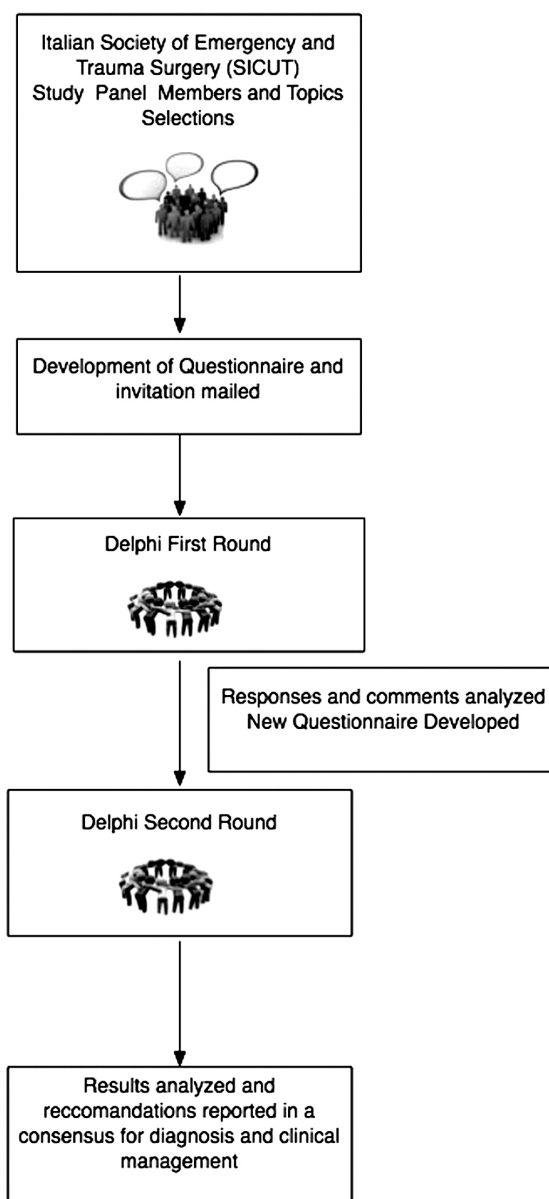 Italian Society of Emergency and
Trauma Surgery (SICUT)
Study Panel Members and Topics
Selections
Development of Questionnaire and
invitation mailed
Delphi First Round
Responses and comments analyzed
New Questionnaire Developed
Delphi Second Round
Results analyzed and
reccomandations reported in a
consensus for diagnosis and clinical
management